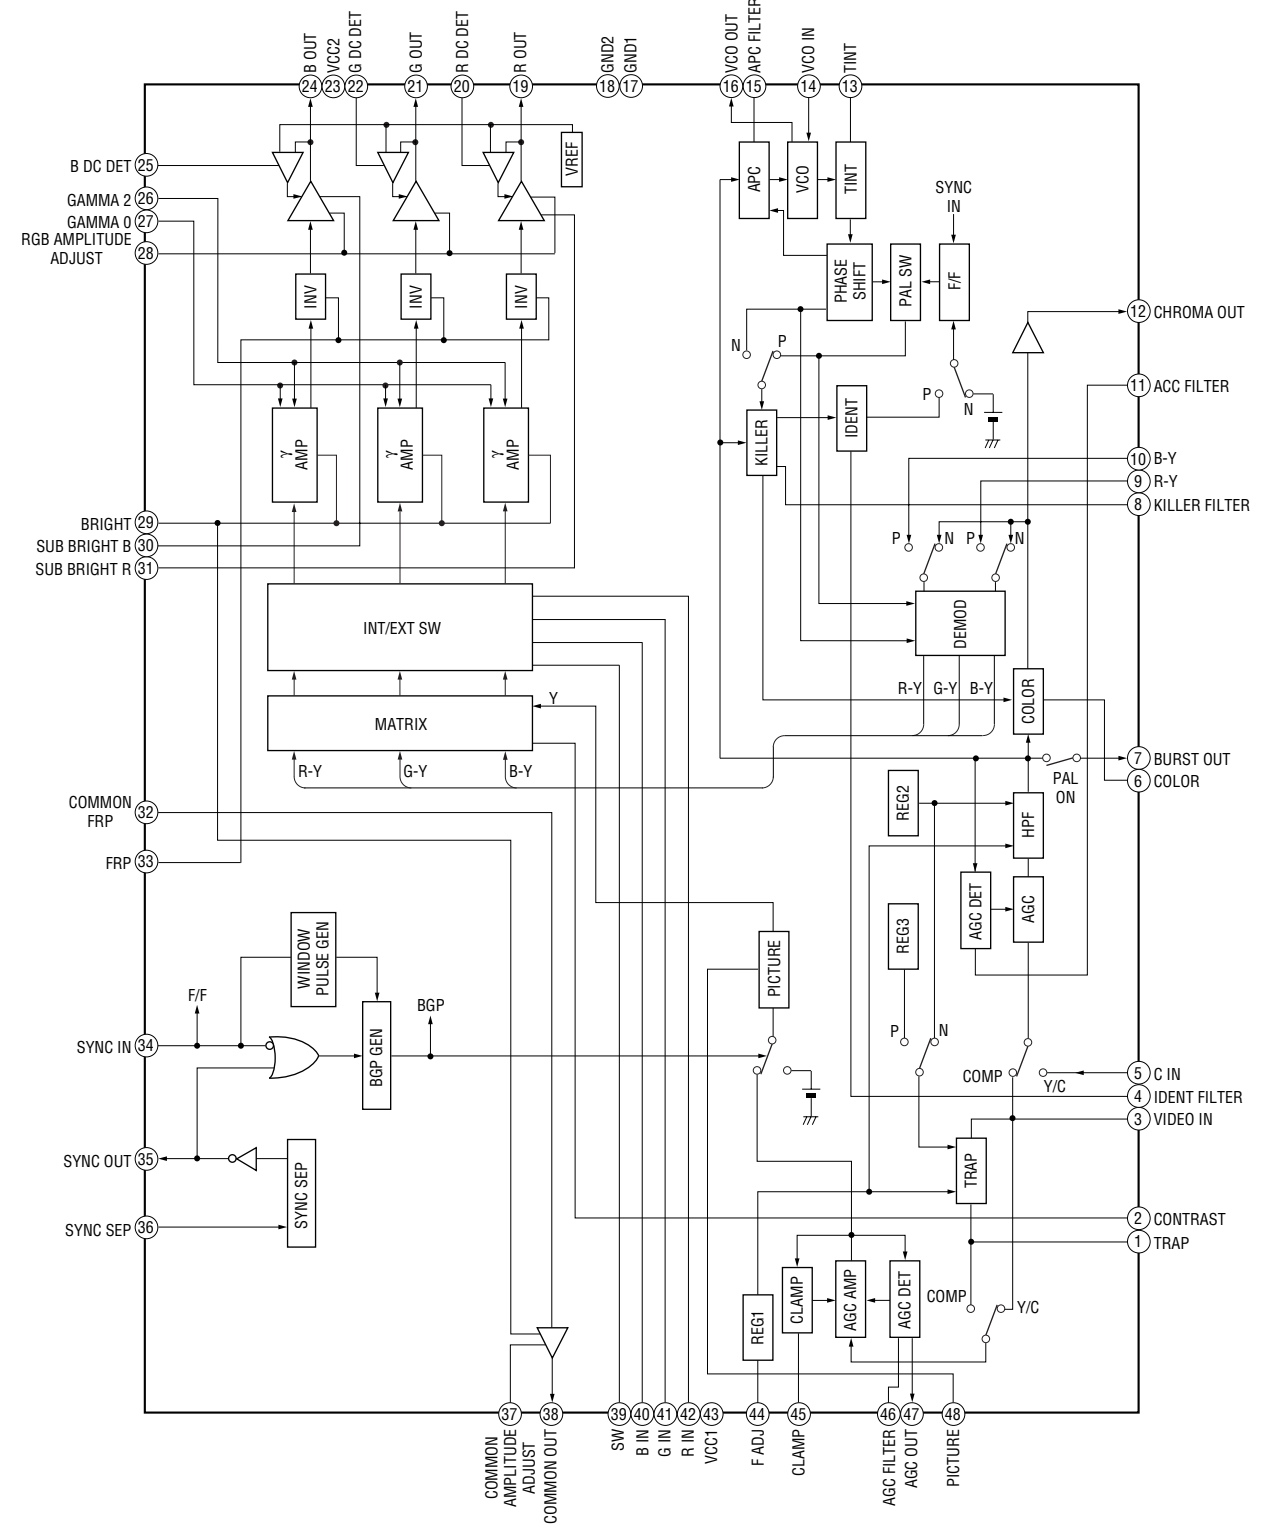 B OUT
VCC2
G DC DET
G OUT
R DC DET
R OUT
GND2
GND1
VCO OUT
APC FILTER
VCO IN
TINT
24
23
22
21
20
19
18
17
16
15
14
13
B DC DET 25
GAMMA 2 26
GAMMA 0 27
RGB AMPLITUDE
ADJUST 28
BRIGHT 29
SUB BRIGHT B 30
SUB BRIGHT R 31
COMMON
FRP 32
FRP 33
SYNC IN 34
SYNC OUT 35
SYNC SEP 36
VREF
INV
INV
INV
γ
AMP
γ
AMP
γ
AMP
INT/EXT SW
MATRIX
Y
R-Y
G-Y
B-Y
APC
VCO
TINT
SYNC
IN
PHASE
SHIFT
PAL SW
F/F
N
P
KILLER
IDENT
P
N
P
N
P
N
DEMOD
R-Y
G-Y
B-Y
COLOR
PAL
ON
REG2
HPF
AGC DET
AGC
REG3
P
N
COMP
Y/C
TRAP
PICTURE
WINDOW
PULSE GEN
F/F
BGP
BGP GEN
SYNC SEP
CLAMP
AGC AMP
AGC DET
REG1
COMP
Y/C
12 CHROMA OUT
11 ACC FILTER
10 B-Y
9 R-Y
8 KILLER FILTER
7 BURST OUT
6 COLOR
5 C IN
4 IDENT FILTER
3 VIDEO IN
2 CONTRAST
1 TRAP
37
38
39
40
41
42
43
44
45
46
47
48
COMMON
AMPLITUDE
ADJUST
COMMON OUT
SW
B IN
G IN
R IN
VCC1
F ADJ
CLAMP
AGC FILTER
AGC OUT
PICTURE